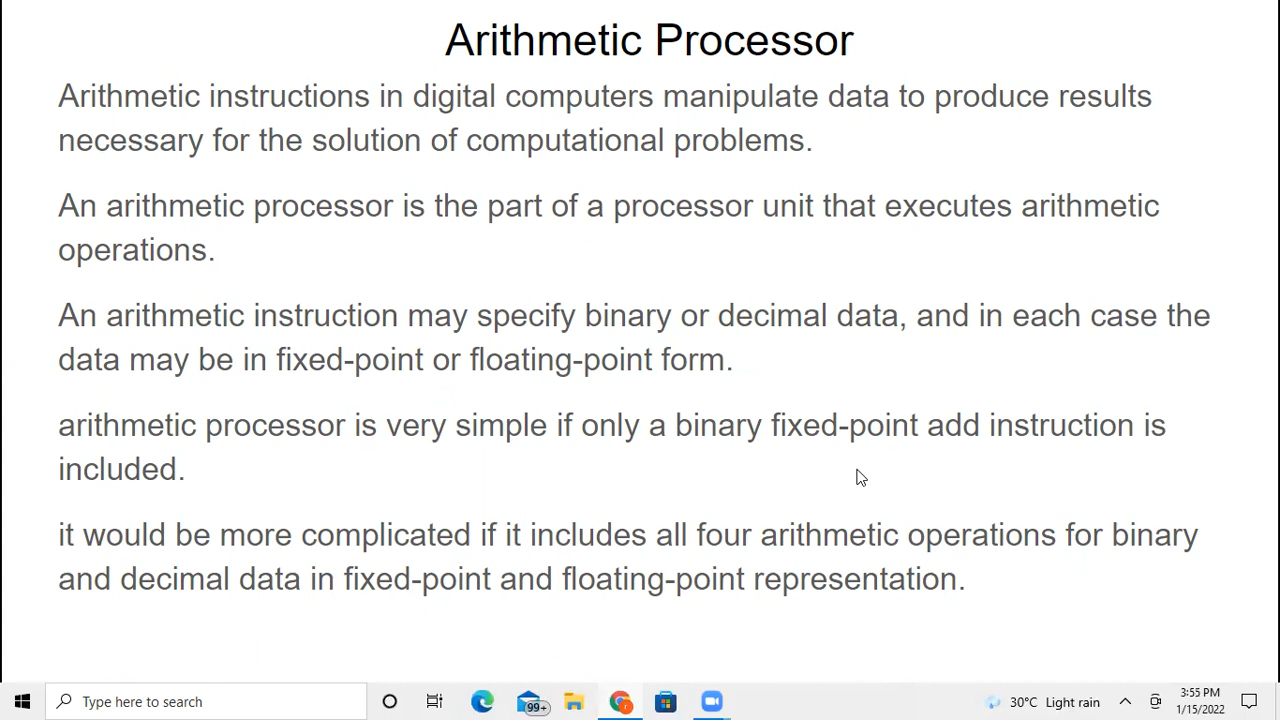 Arithmetic Processor
Arithmetic instructions in digital computers manipulate data to produce results
necessary for the solution of computational problems.
An arithmetic processor is the part of a processor unit that executes arithmetic
operations.
An arithmetic instruction may specify binary or decimal data, and in each case the
data may be in fixed-point or floating-point form.
arithmetic processor is very simple if only a binary fixed-point add instruction is
included.
it would be more complicated if it includes all four arithmetic operations for binary
and decimal data in fixed-point and floating-point representation.
Type here to search
99+
30°C Light rain
3:55 PM
1/15/2022